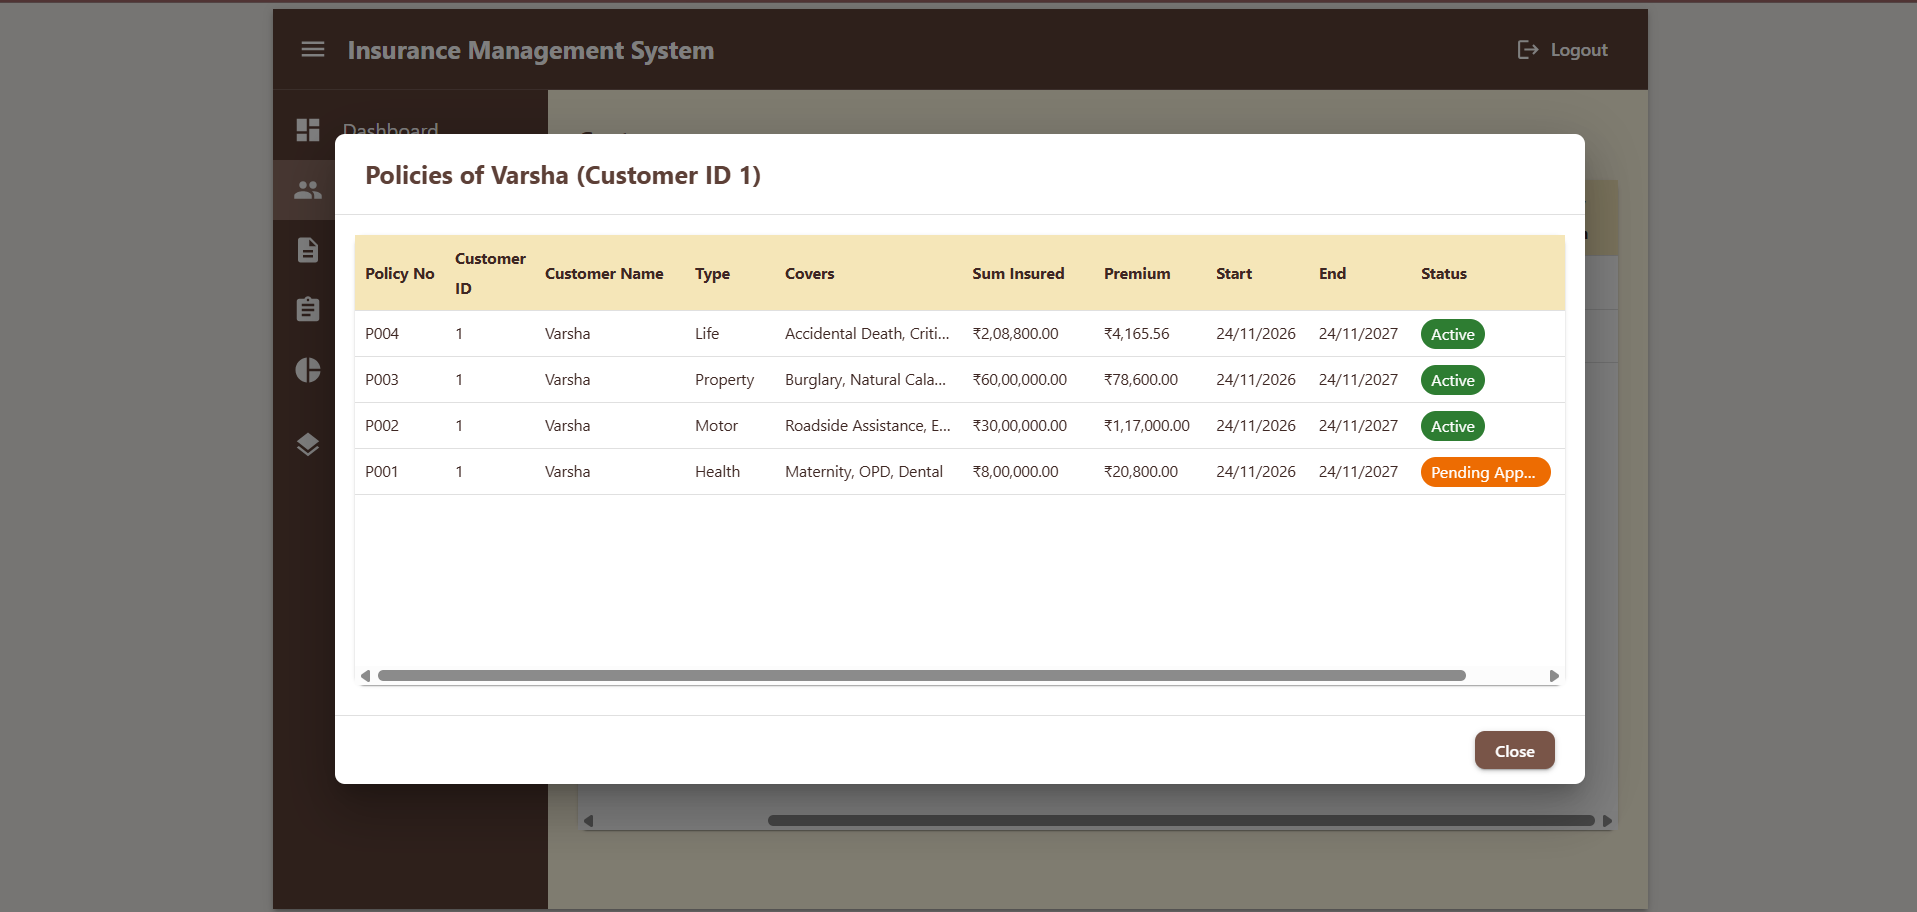 Insurance Management System
Logout
Dashboard
Policies of Varsha (Customer ID 1)
Policy No Customer ID Customer Name Type Covers Sum Insured Premium Start End Status
P004 1 Varsha Life Accidental Death, Criti... ₹2,08,800.00 ₹4,165.56 24/11/2026 24/11/2027 Active
P003 1 Varsha Property Burglary, Natural Cala... ₹60,00,000.00 ₹78,600.00 24/11/2026 24/11/2027 Active
P002 1 Varsha Motor Roadside Assistance, E... ₹30,00,000.00 ₹1,17,000.00 24/11/2026 24/11/2027 Active
P001 1 Varsha Health Maternity, OPD, Dental ₹8,00,000.00 ₹20,800.00 24/11/2026 24/11/2027 Pending App...
Close